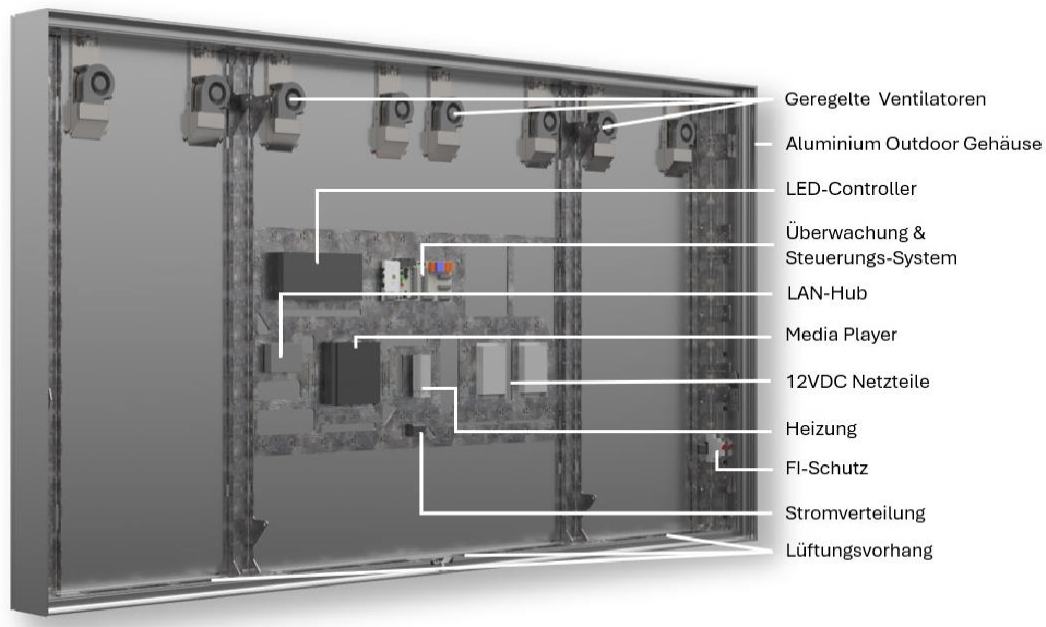 Geregelte Ventilatoren
Aluminium Outdoor Gehäuse
LED-Controller
Überwachung &
Steuerungs-System
LAN-Hub
Media Player
12VDC Netzteile
Heizung
FI-Schutz
Stromverteilung
Lüftungsvorhang